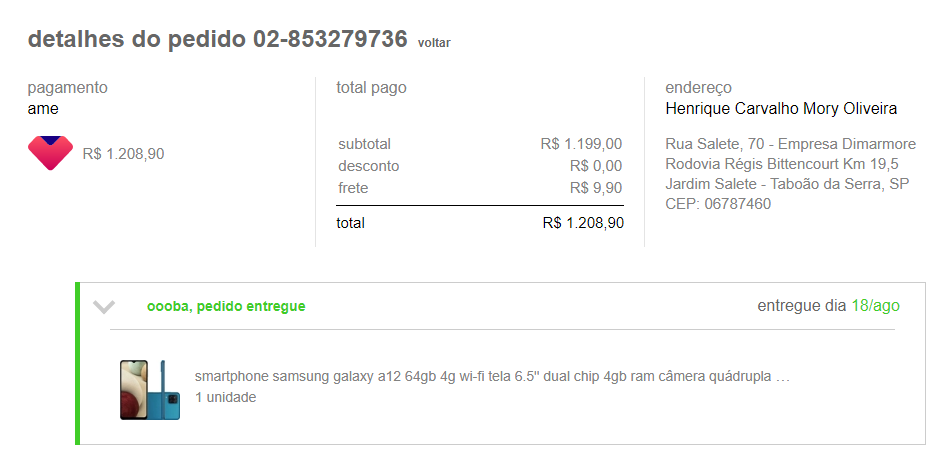 detalhes do pedido 02-853279736 voltar
pagamento
ame
R$ 1.208,90
total pago
subtotal R$ 1.199,00
desconto R$ 0,00
frete R$ 9,90
total R$ 1.208,90
endereço
Henrique Carvalho Mory Oliveira
Rua Salete, 70 - Empresa Dimarmore
Rodovia Régis Bittencourt Km 19,5
Jardim Salete - Taboão da Serra, SP
CEP: 06787460
oooba, pedido entregue entregue dia 18/ago
smartphone samsung galaxy a12 64gb 4g wi-fi tela 6.5" dual chip 4gb ram câmera quádrupla …
1 unidade